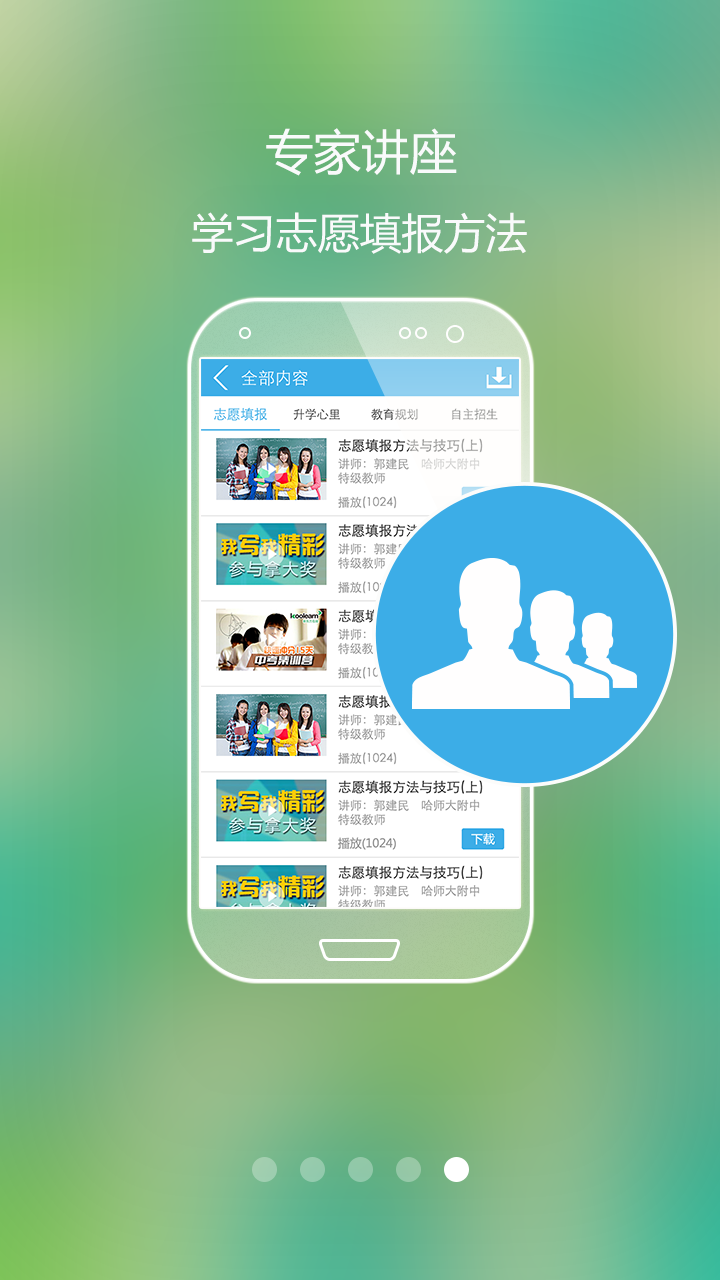 专家讲座
学习志愿填报方法
全部内容
志愿填报 升学心里 教育规划 自主招生
志愿填报方法与技巧(上)
讲师：郭建民 哈师大附中
特级教师
播放(1024)
我写我精彩
参与拿大奖
志愿填报方法
讲师：郭建
特级教师
播放(10
koolearn
中考集训营
志愿填
讲师：
特级教
播放(10
志愿填报
讲师：郭建
特级教师
播放(1024)
我写我精彩
参与拿大奖
志愿填报方法与技巧(上)
讲师：郭建民 哈师大附中
特级教师
播放(1024)
下载
我写我精彩
志愿填报方法与技巧(上)
讲师：郭建民 哈师大附中
特级教师